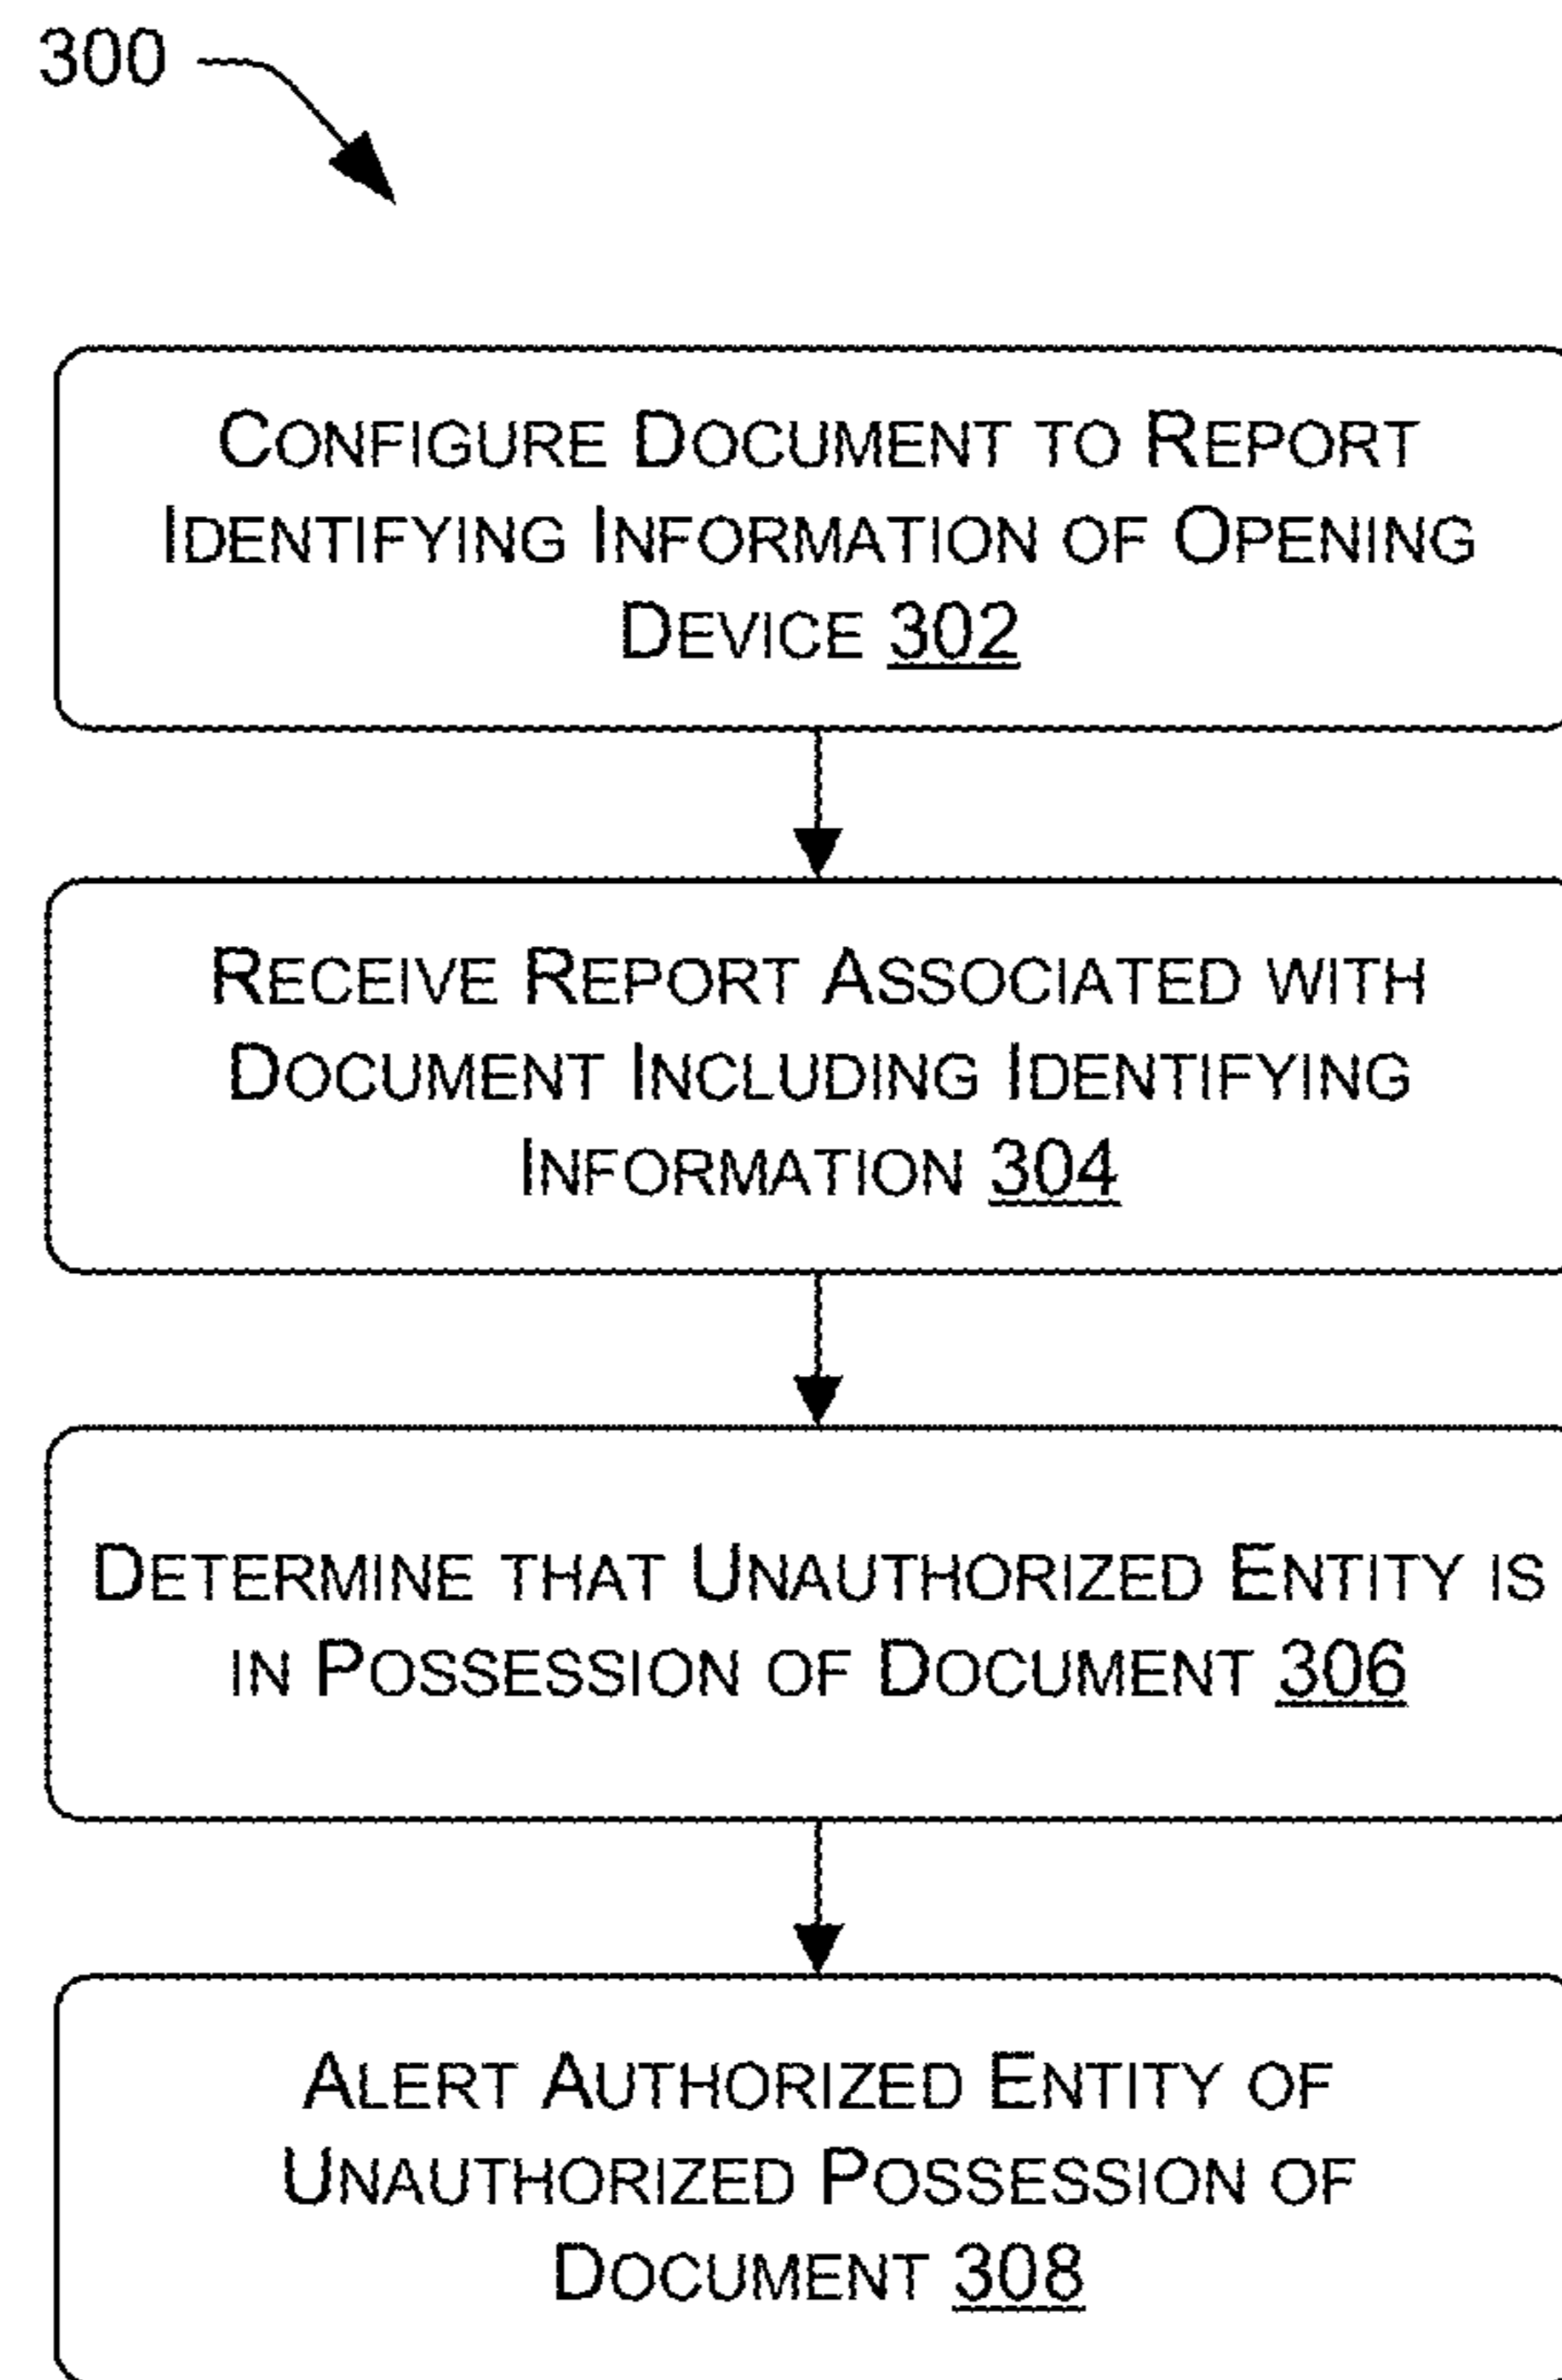 300
CONFIGURE DOCUMENT TO REPORT
IDENTIFYING INFORMATION OF OPENING
DEVICE 302
RECEIVE REPORT ASSOCIATED WITH
DOCUMENT INCLUDING IDENTIFYING
INFORMATION 304
DETERMINE THAT UNAUTHORIZED ENTITY IS
IN POSSESSION OF DOCUMENT 306
ALERT AUTHORIZED ENTITY OF
UNAUTHORIZED POSSESSION OF
DOCUMENT 308